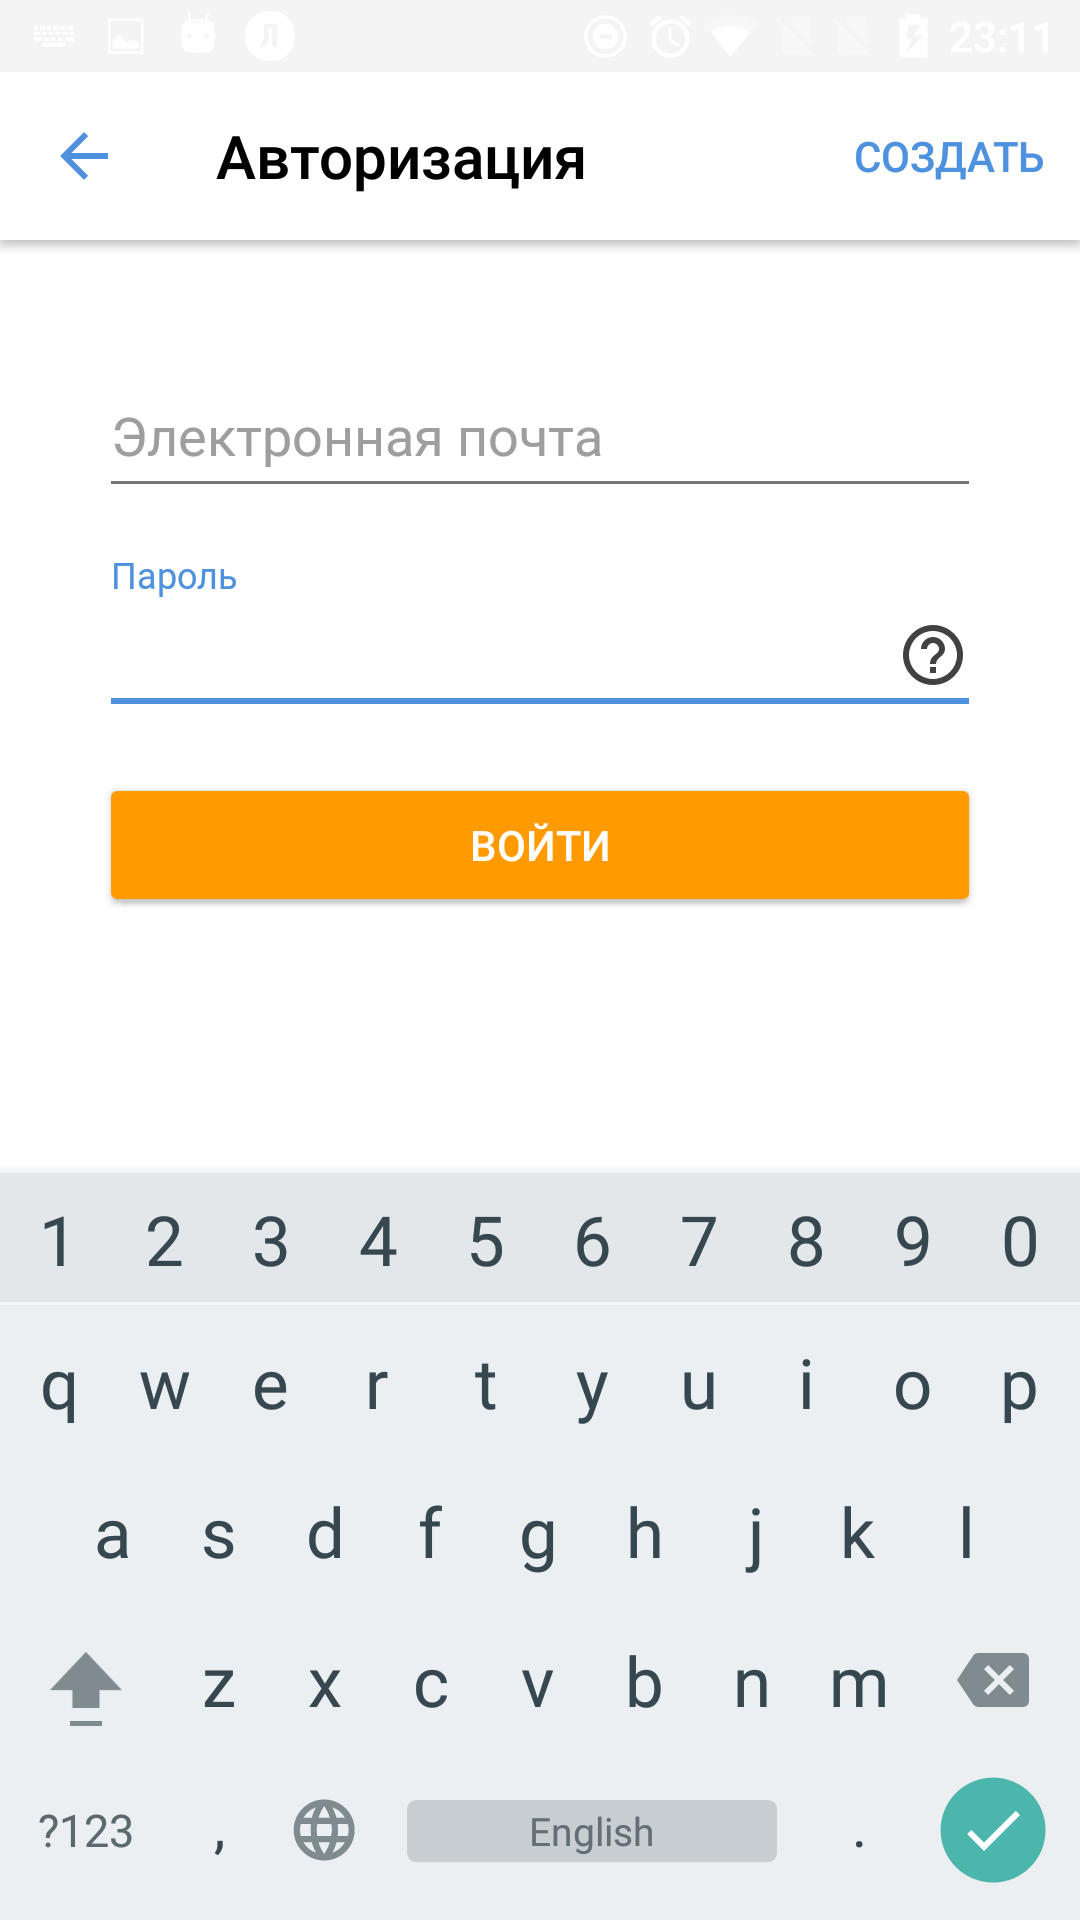 Л 23:11
Авторизация СОЗДАТЬ
Электронная почта
Пароль
?
ВОЙТИ
1 2 3 4 5 6 7 8 9 0
q w e r t y u i o p
a s d f g h j k l
z x c v b n m
?123 , English .